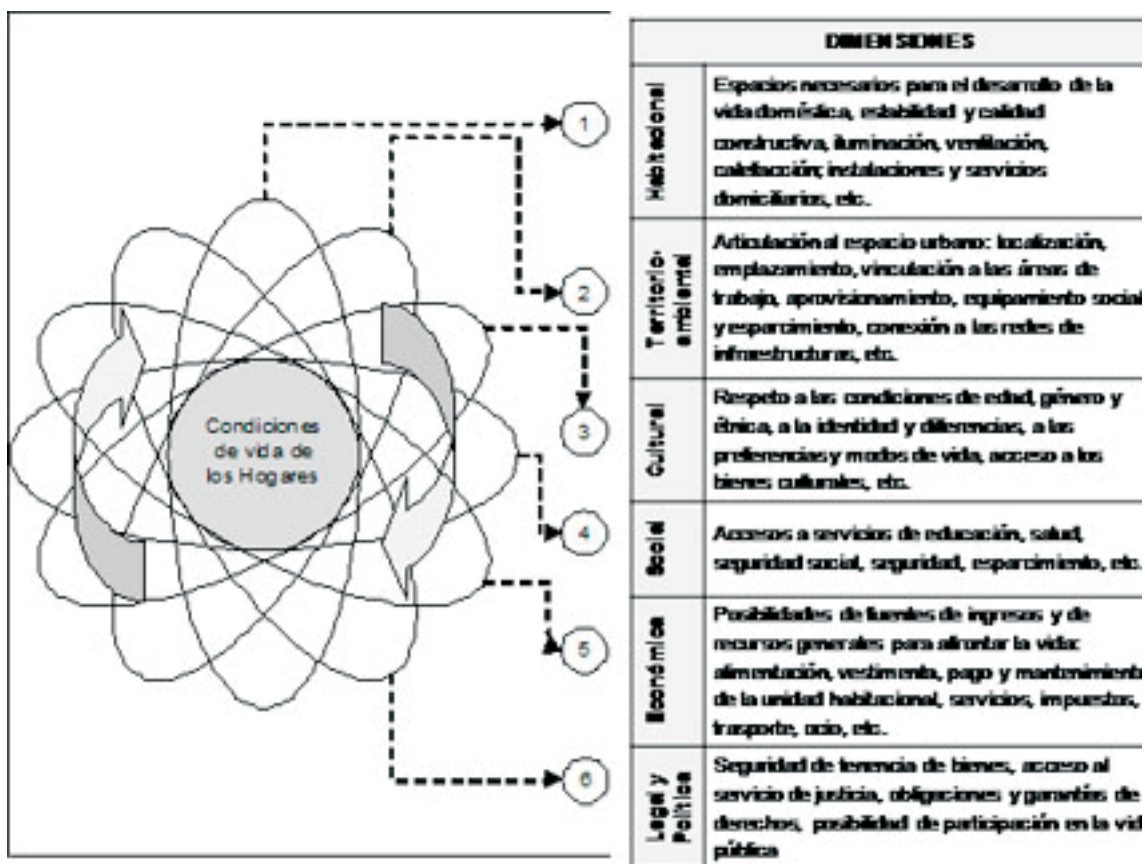 1
2
3
4
5
6
Condiciones
de vida de
los Hogares
DIMENSIONES
Habitacional
Espacios necesarios para el desarrollo de la
vida doméstica, estabilidad y calidad
constructiva, iluminación, ventilación,
calefacción; instalaciones y servicios
domiciliarios, etc.
Territorio-
ambiental
Articulación al espacio urbano: localización,
emplazamiento, vinculación a las áreas de
trabajo, aprovisionamiento, equipamiento social
y esparcimiento, conexión a las redes de
infraestructuras, etc.
Cultural
Respeto a las condiciones de edad, género y
étnica, a la identidad y diferencias, a las
preferencias y modos de vida, acceso a los
bienes culturales, etc.
Social
Accesos a servicios de educación, salud,
seguridad social, seguridad, esparcimiento, etc.
Económica
Posibilidades de fuentes de ingresos y de
recursos generales para afrontar la vida:
alimentación, vestimenta, pago y mantenimiento
de la unidad habitacional, servicios, impuestos,
trasporte, ocio, etc.
Legal y
Política
Seguridad de tenencia de bienes, acceso al
servicio de justicia, obligaciones y garantías de
derechos, posibilidad de participación en la vid
pública